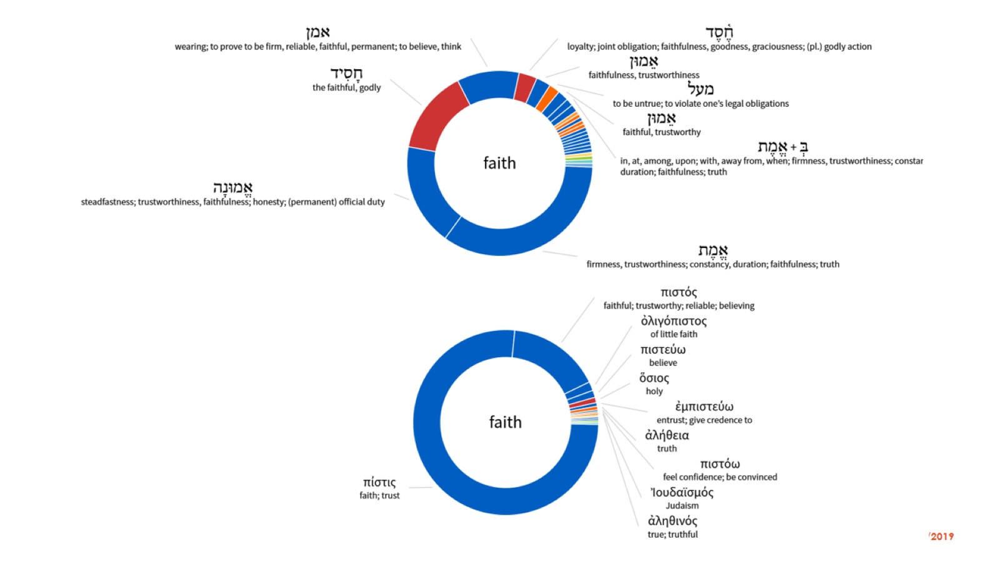 אמן
wearing; to prove to be firm, reliable, faithful, permanent; to believe, think
חָסִיד
the faithful, godly
אֱמוּנָה
steadfastness; trustworthiness, faithfulness; honesty; (permanent) official duty
חֶ֫סֶד
loyalty; joint obligation; faithfulness, goodness, graciousness; (pl.) godly action
אֵמוּן
faithfulness, trustworthiness
מעל
to be untrue; to violate one’s legal obligations
אֵמוּן
faithful, trustworthy
בְּ + אֱמֶת
in, at, among, upon; with, away from, when; firmness, trustworthiness; constar
duration; faithfulness; truth
faith
אֱמֶת
firmness, trustworthiness; constancy, duration; faithfulness; truth
πιστός
faithful; trustworthy; reliable; believing
ὀλιγόπιστος
of little faith
πιστεύω
believe
ὅσιος
holy
ἐμπιστεύω
entrust; give credence to
ἀλήθεια
truth
πιστόω
feel confidence; be convinced
Ἰουδαϊσμός
Judaism
ἀληθινός
true; truthful
faith
πίστις
faith; trust
/2019